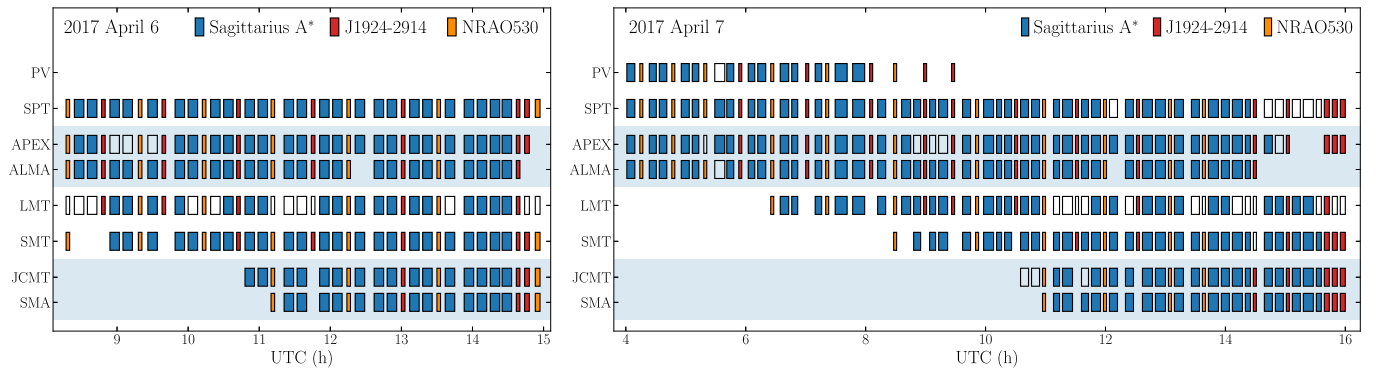 2017 April 6
Sagittarius A*
J1924-2914
NRAO530
PV
SPT
APEX
ALMA
LMT
SMT
JCMT
SMA
9 10 11 12 13 14 15
UTC (h)
2017 April 7
Sagittarius A*
J1924-2914
NRAO530
PV
SPT
APEX
ALMA
LMT
SMT
JCMT
SMA
4 6 8 10 12 14 16
UTC (h)